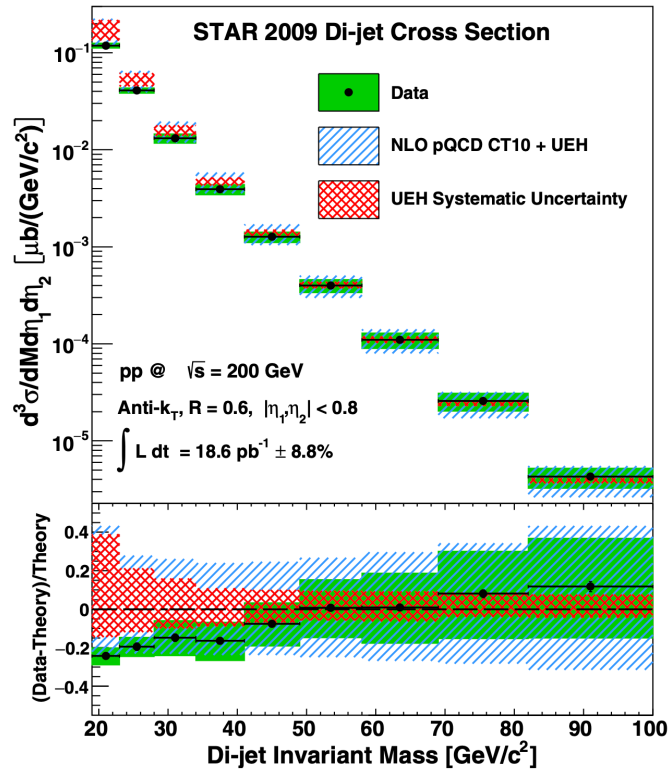 STAR 2009 Di-jet Cross Section
d³σ/dMdη₁dη₂ [μb/(GeV/c²)]
10⁻¹
10⁻²
10⁻³
10⁻⁴
10⁻⁵
Data
NLO pQCD CT10 + UEH
UEH Systematic Uncertainty
pp @ √s = 200 GeV
Anti-k_T, R = 0.6, |η₁,η₂| < 0.8
∫ L dt = 18.6 pb⁻¹ ± 8.8%
(Data-Theory)/Theory
0.4
0.2
0
−0.2
−0.4
20 30 40 50 60 70 80 90 100
Di-jet Invariant Mass [GeV/c²]